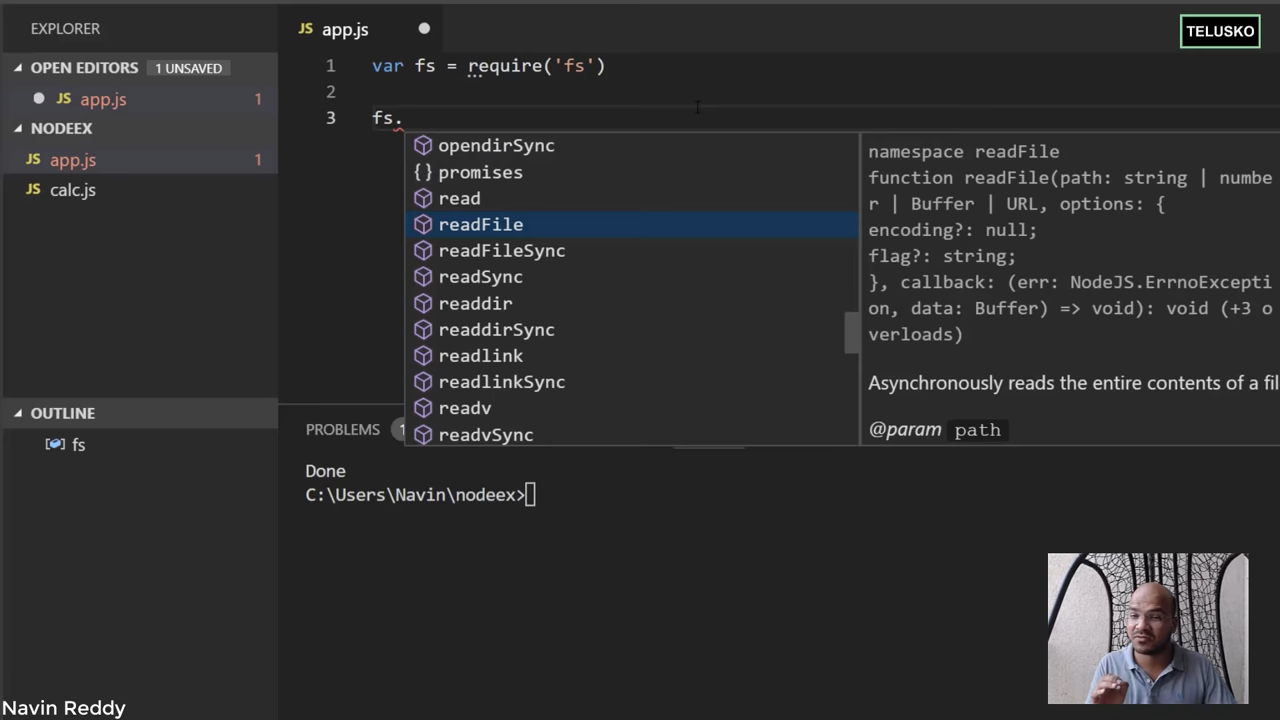 EXPLORER
JS app.js
TELUSKO
OPEN EDITORS 1 UNSAVED
JS app.js 1
NODEEX
JS app.js 1
JS calc.js
OUTLINE
fs
1 var fs = require('fs')
2
3 fs.
opendirSync
{} promises
read
readFile
readFileSync
readSync
readdir
readdirSync
readlink
readlinkSync
readv
readvSync
namespace readFile
function readFile(path: string | numbe
r | Buffer | URL, options: {
encoding?: null;
flag?: string;
}, callback: (err: NodeJS.ErrnoExcepti
on, data: Buffer) => void): void (+3 o
verloads)
Asynchronously reads the entire contents of a fil
@param path
PROBLEMS 1
Done
C:\Users\Navin\nodeex>
Navin Reddy